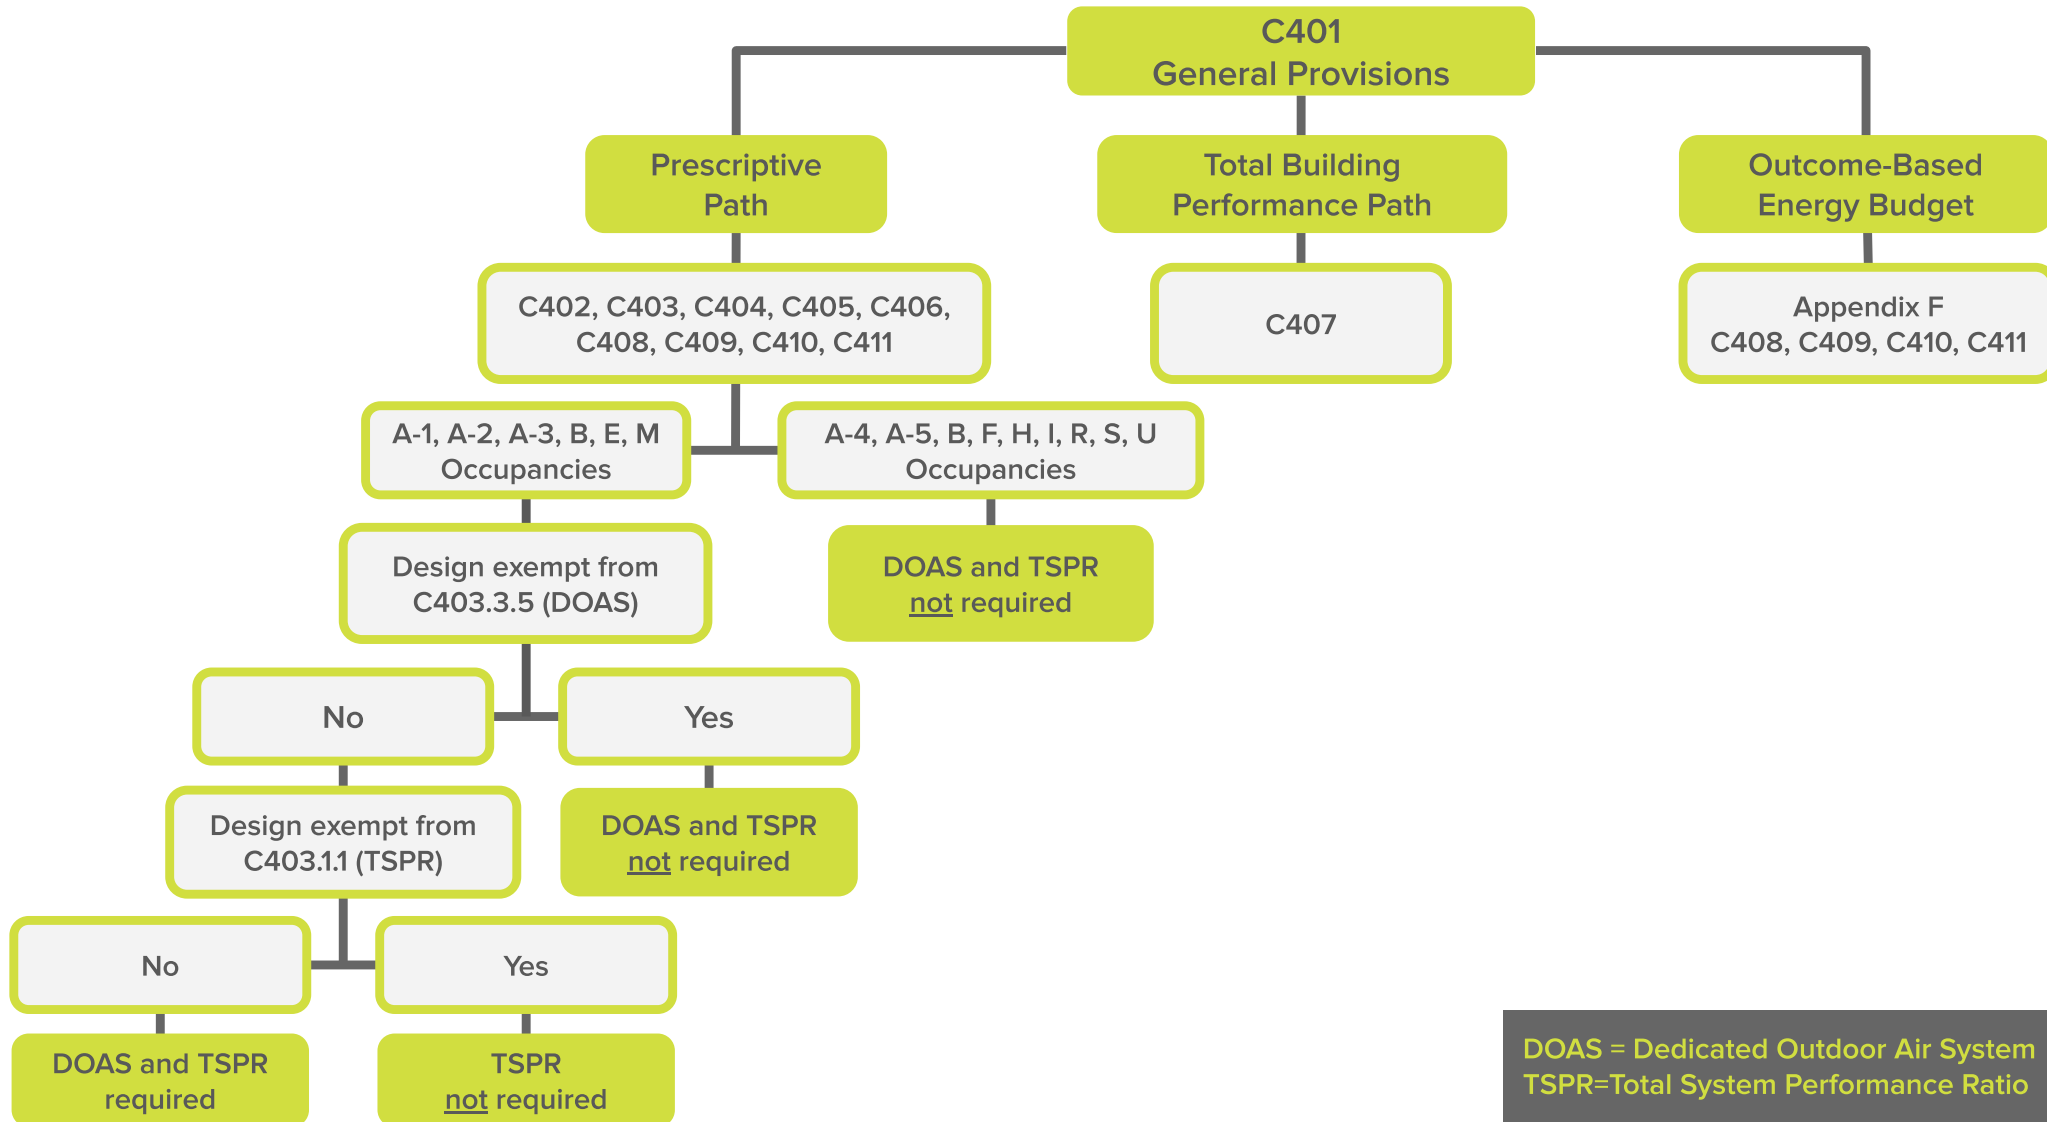 C401
General Provisions
Prescriptive
Path
Total Building
Performance Path
Outcome-Based
Energy Budget
C402, C403, C404, C405, C406,
C408, C409, C410, C411
C407
Appendix F
C408, C409, C410, C411
A-1, A-2, A-3, B, E, M
Occupancies
A-4, A-5, B, F, H, I, R, S, U
Occupancies
Design exempt from
C403.3.5 (DOAS)
DOAS and TSPR
not required
No
Yes
Design exempt from
C403.1.1 (TSPR)
DOAS and TSPR
not required
No
Yes
DOAS and TSPR
required
TSPR
not required
DOAS = Dedicated Outdoor Air System
TSPR=Total System Performance Ratio